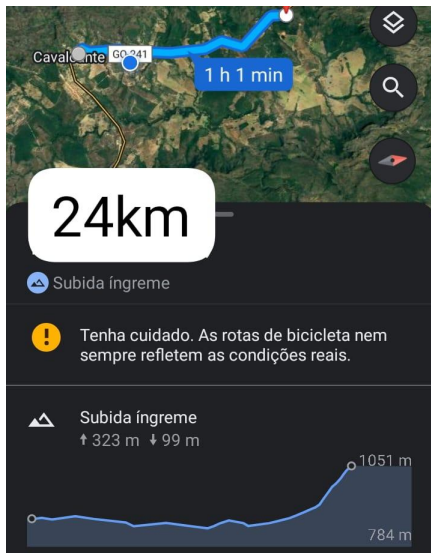 Cavalcante
GO 241
1 h 1 min
24km
Subida íngreme
Tenha cuidado. As rotas de bicicleta nem
sempre refletem as condições reais.
Subida íngreme
↑ 323 m ↓ 99 m
1051 m
784 m